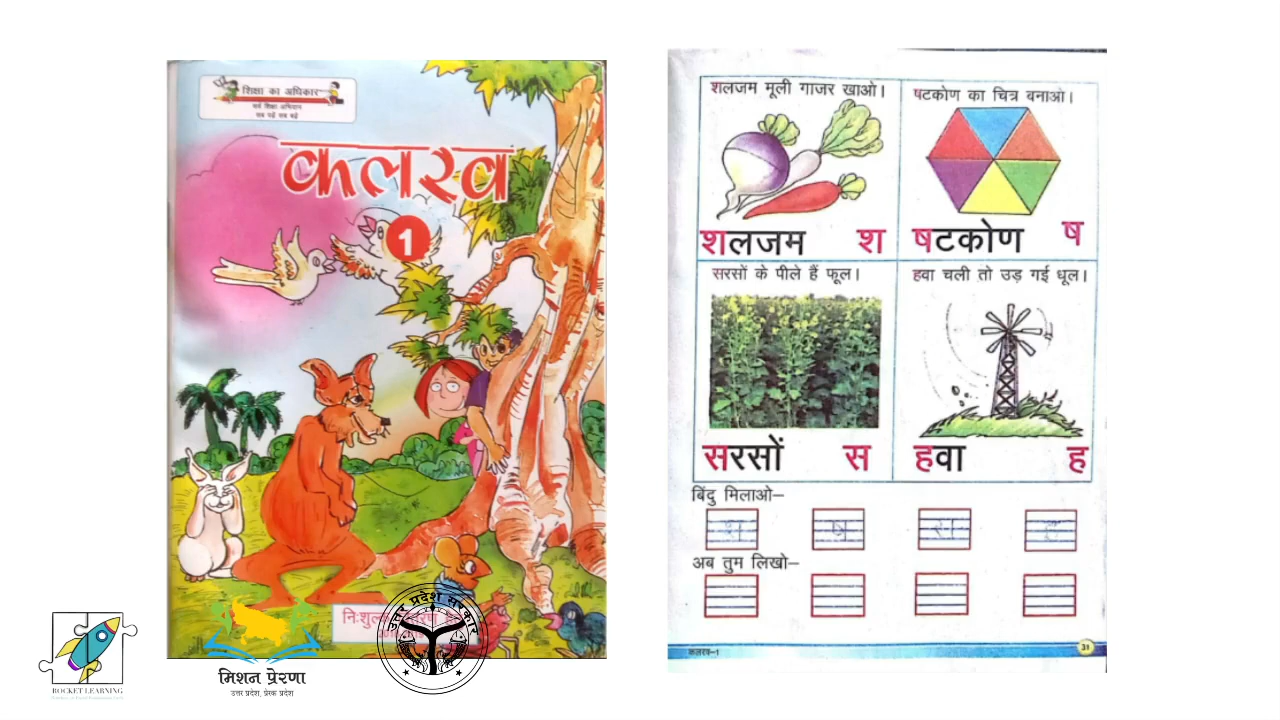 शिक्षा का अधिकार
सर्व शिक्षा अभियान
सब पढ़ें सब बढ़ें
कलरव
1
निःशुल्क
ROCKET LEARNING
मिशन प्रेरणा
उत्तर प्रदेश, प्रेरक प्रदेश
उत्तर प्रदेश सरकार
शलजम मूली गाजर खाओ।
शलजम श
षटकोण का चित्र बनाओ।
षटकोण ष
सरसों के पीले हैं फूल।
सरसों स
हवा चली तो उड़ गई धूल।
हवा ह
बिंदु मिलाओ–
श ष स ह
अब तुम लिखो–
कलरव–1
31